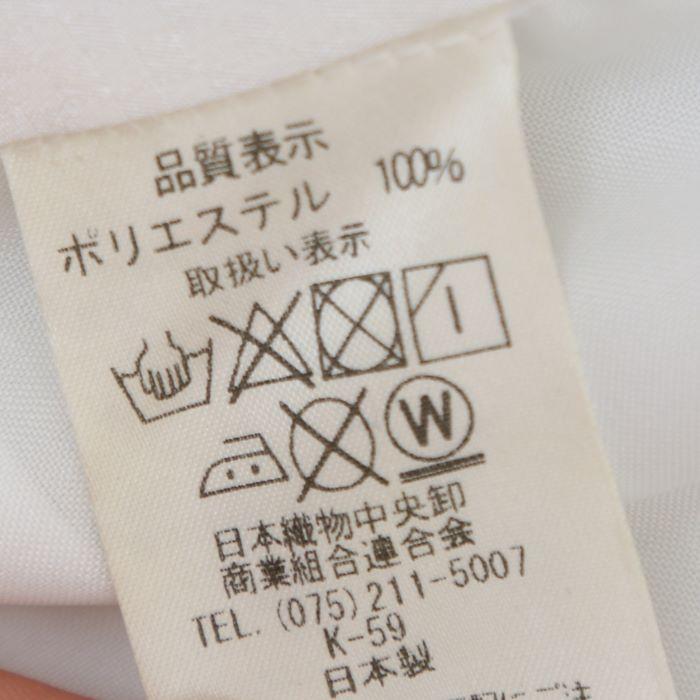 品質表示
ポリエステル 100%
取扱い表示
W
日本織物中央卸
商業組合連合会
TEL. (075)211-5007
K-59
日本製